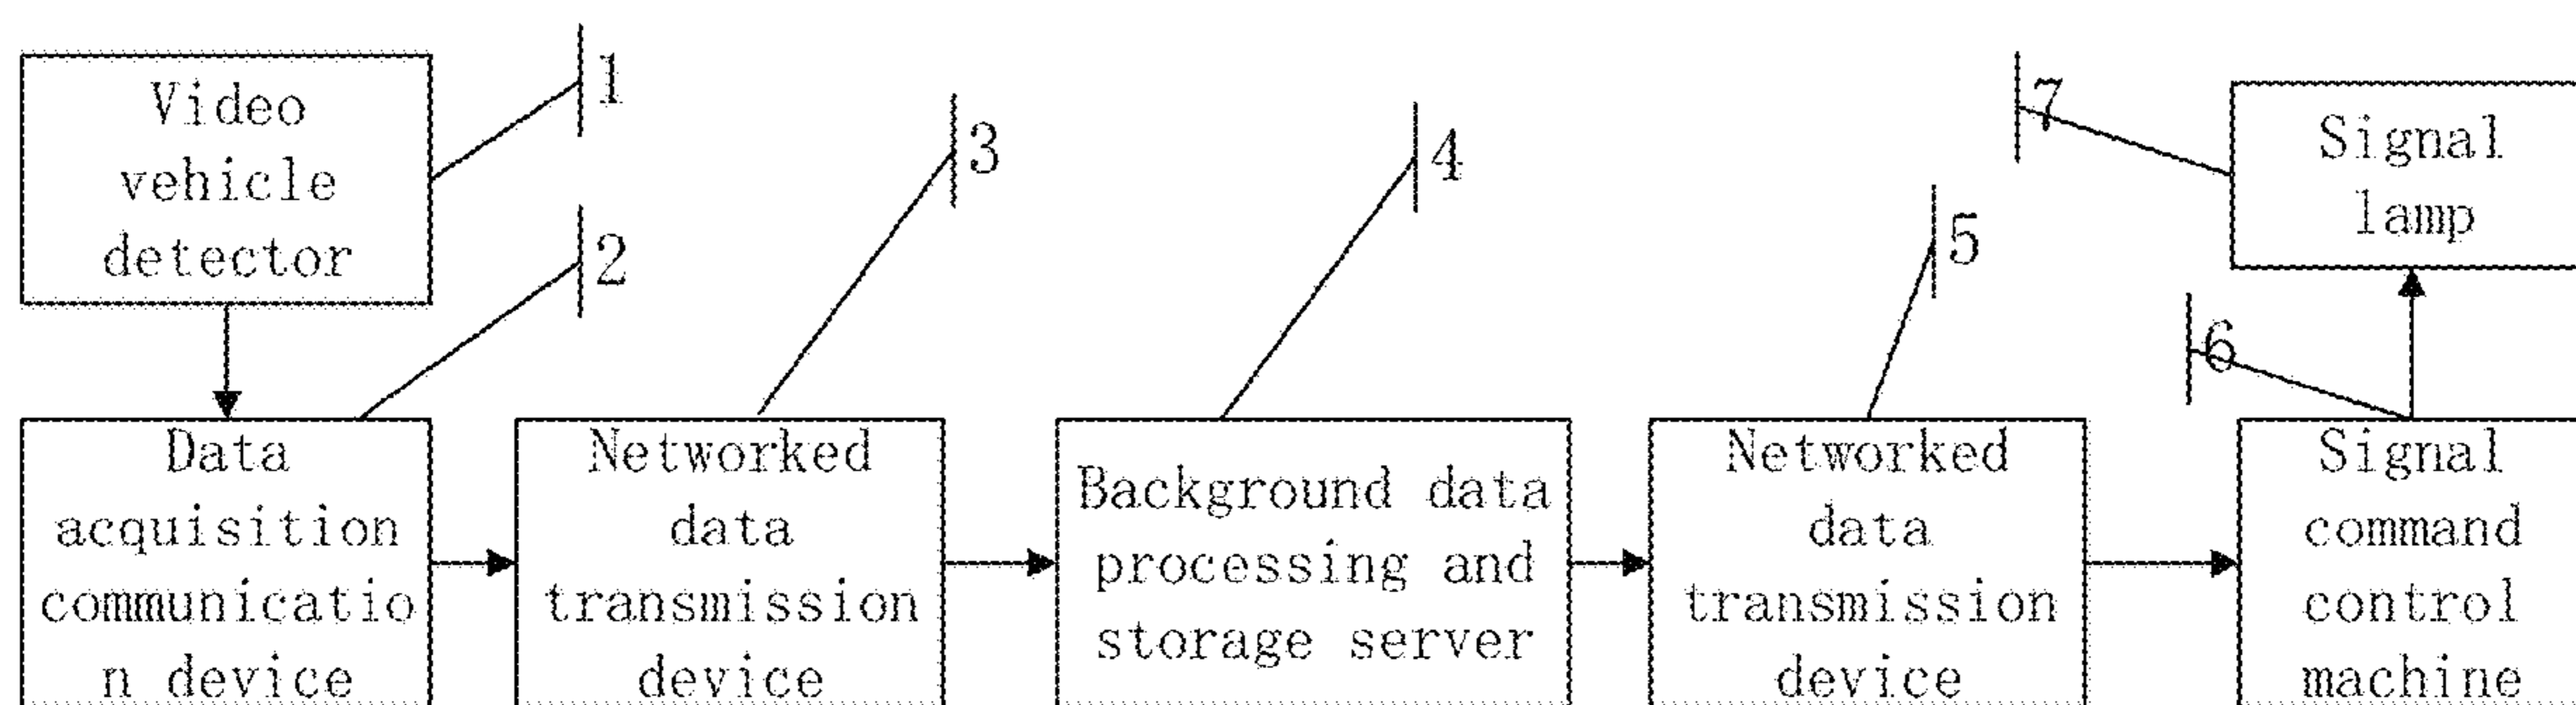 Video
vehicle
detector
1
2
3
4
5
6
7
Signal
lamp
Data
acquisition
communicatio
n device
Networked
data
transmission
device
Background data
processing and
storage server
Networked
data
transmission
device
Signal
command
control
machine